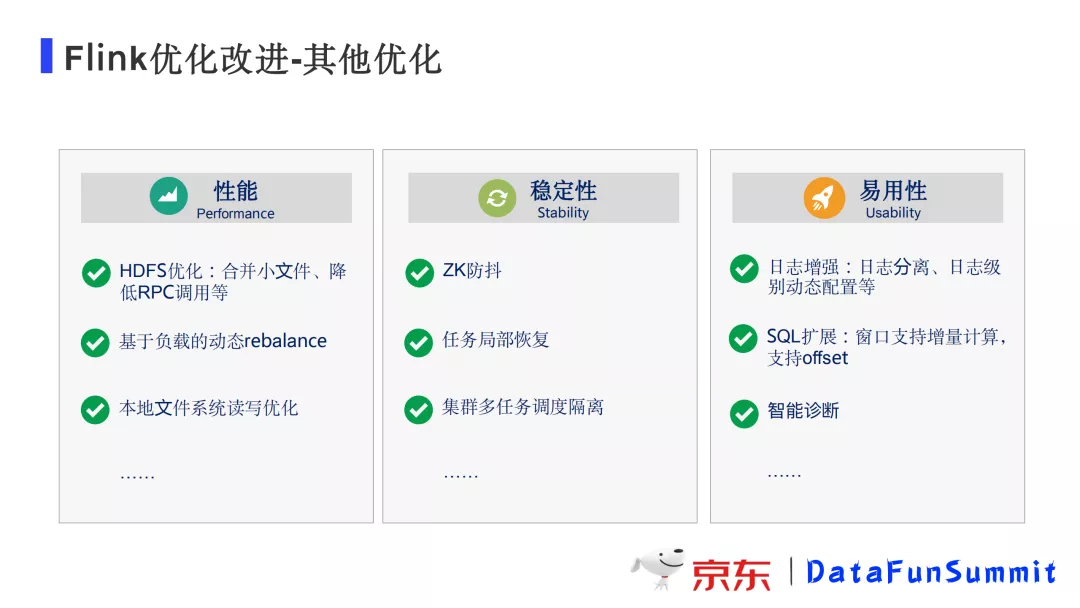 Flink优化改进-其他优化
性能
Performance
HDFS优化：合并小文件、降
低RPC调用等
基于负载的动态rebalance
本地文件系统读写优化
……
稳定性
Stability
ZK防抖
任务局部恢复
集群多任务调度隔离
……
易用性
Usability
日志增强：日志分离、日志级
别动态配置等
SQL扩展：窗口支持增量计算，
支持offset
智能诊断
……
京东 | DataFunSummit